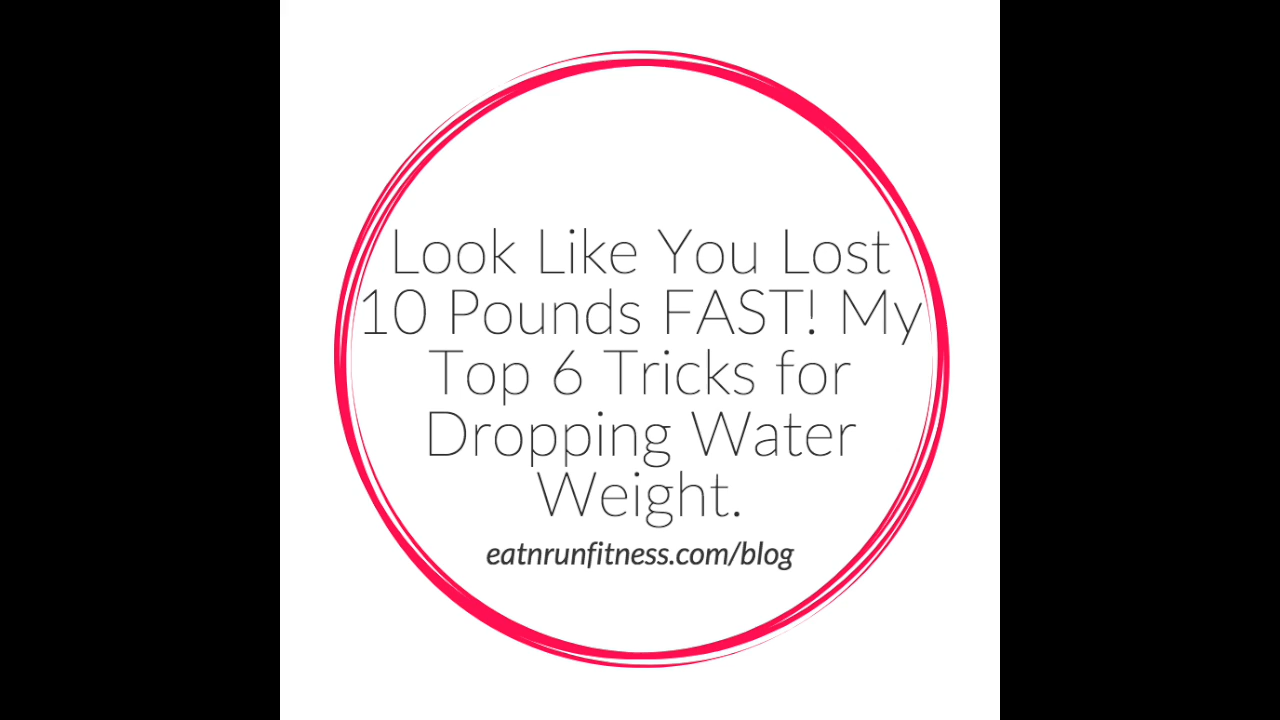 Look Like You Lost
10 Pounds FAST! My
Top 6 Tricks for
Dropping Water
Weight.
eatnrunfitness.com/blog